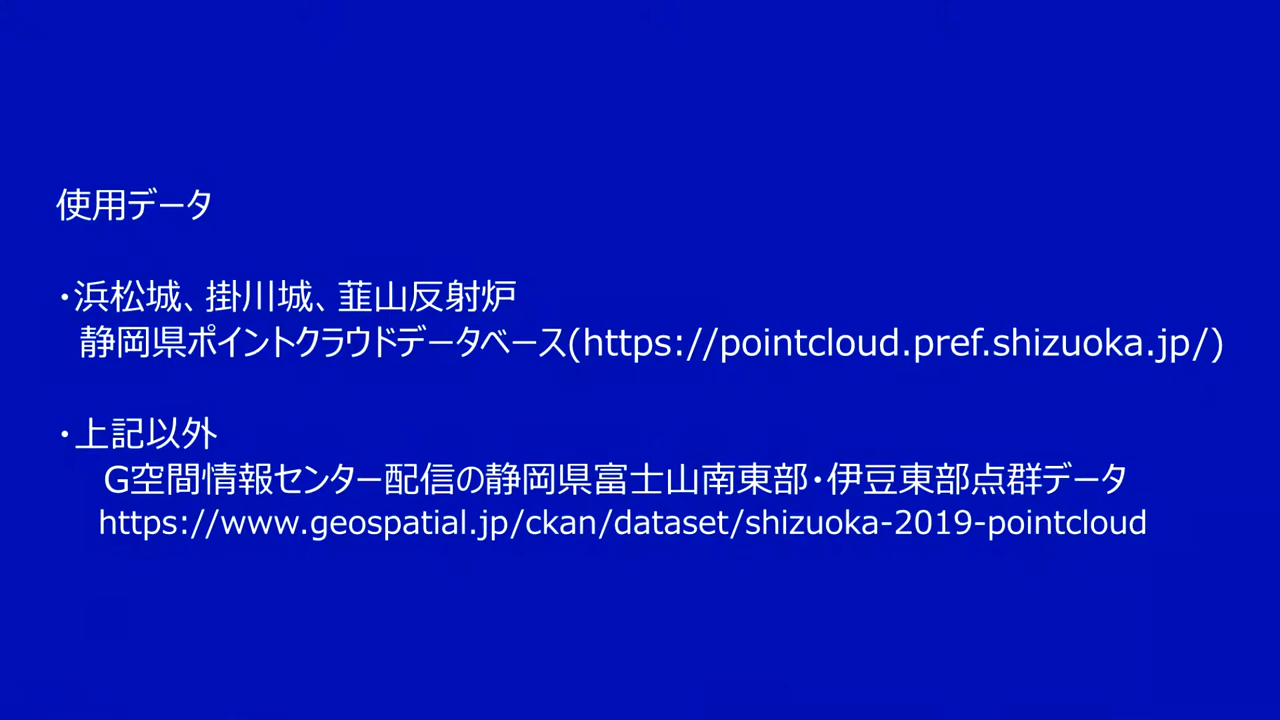 使用データ
・浜松城、掛川城、韮山反射炉
静岡県ポイントクラウドデータベース(https://pointcloud.pref.shizuoka.jp/)
・上記以外
G空間情報センター配信の静岡県富士山南東部・伊豆東部点群データ
https://www.geospatial.jp/ckan/dataset/shizuoka-2019-pointcloud